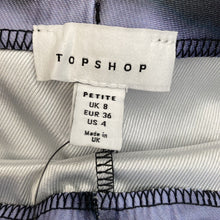 TOPSHOP
PETITE
UK 8
EUR 36
US 4
Made in
UK